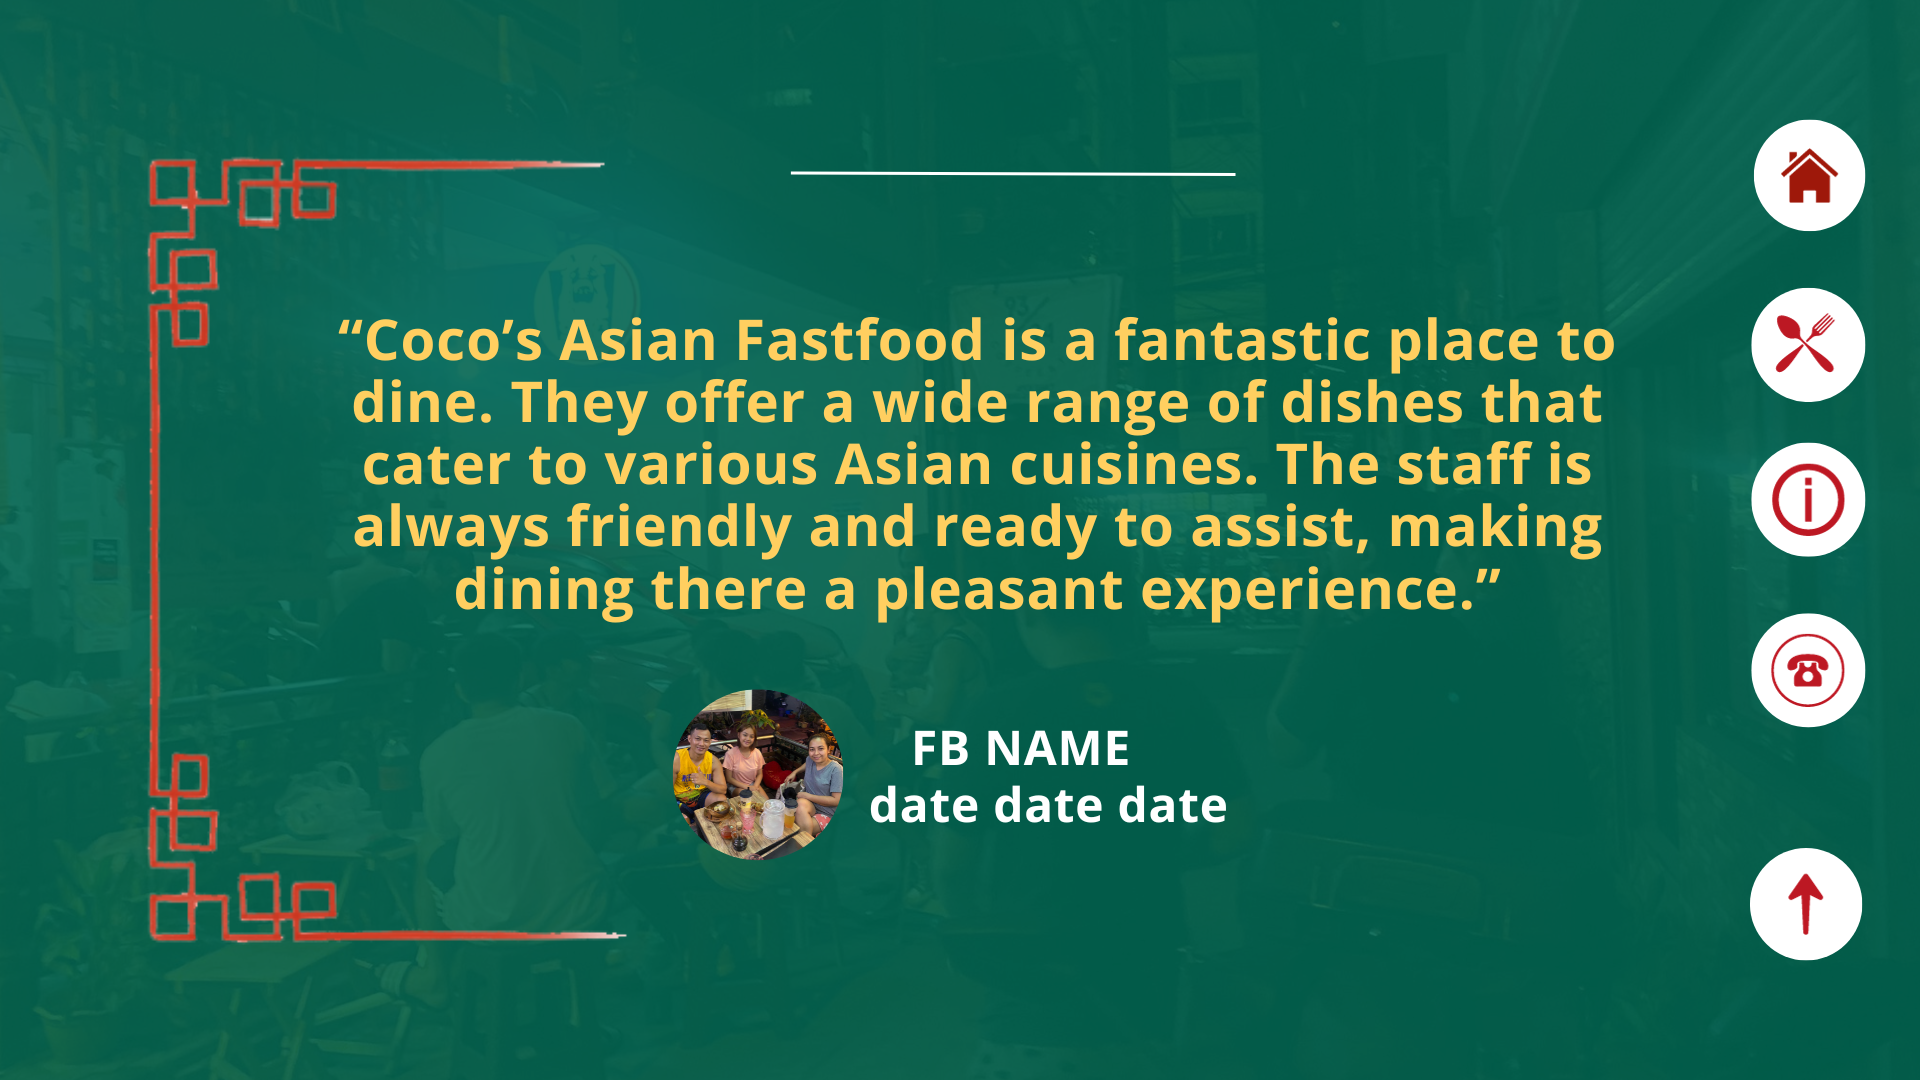 “Coco’s Asian Fastfood is a fantastic place to
dine. They offer a wide range of dishes that
cater to various Asian cuisines. The staff is
always friendly and ready to assist, making
dining there a pleasant experience.”
FB NAME
date date date